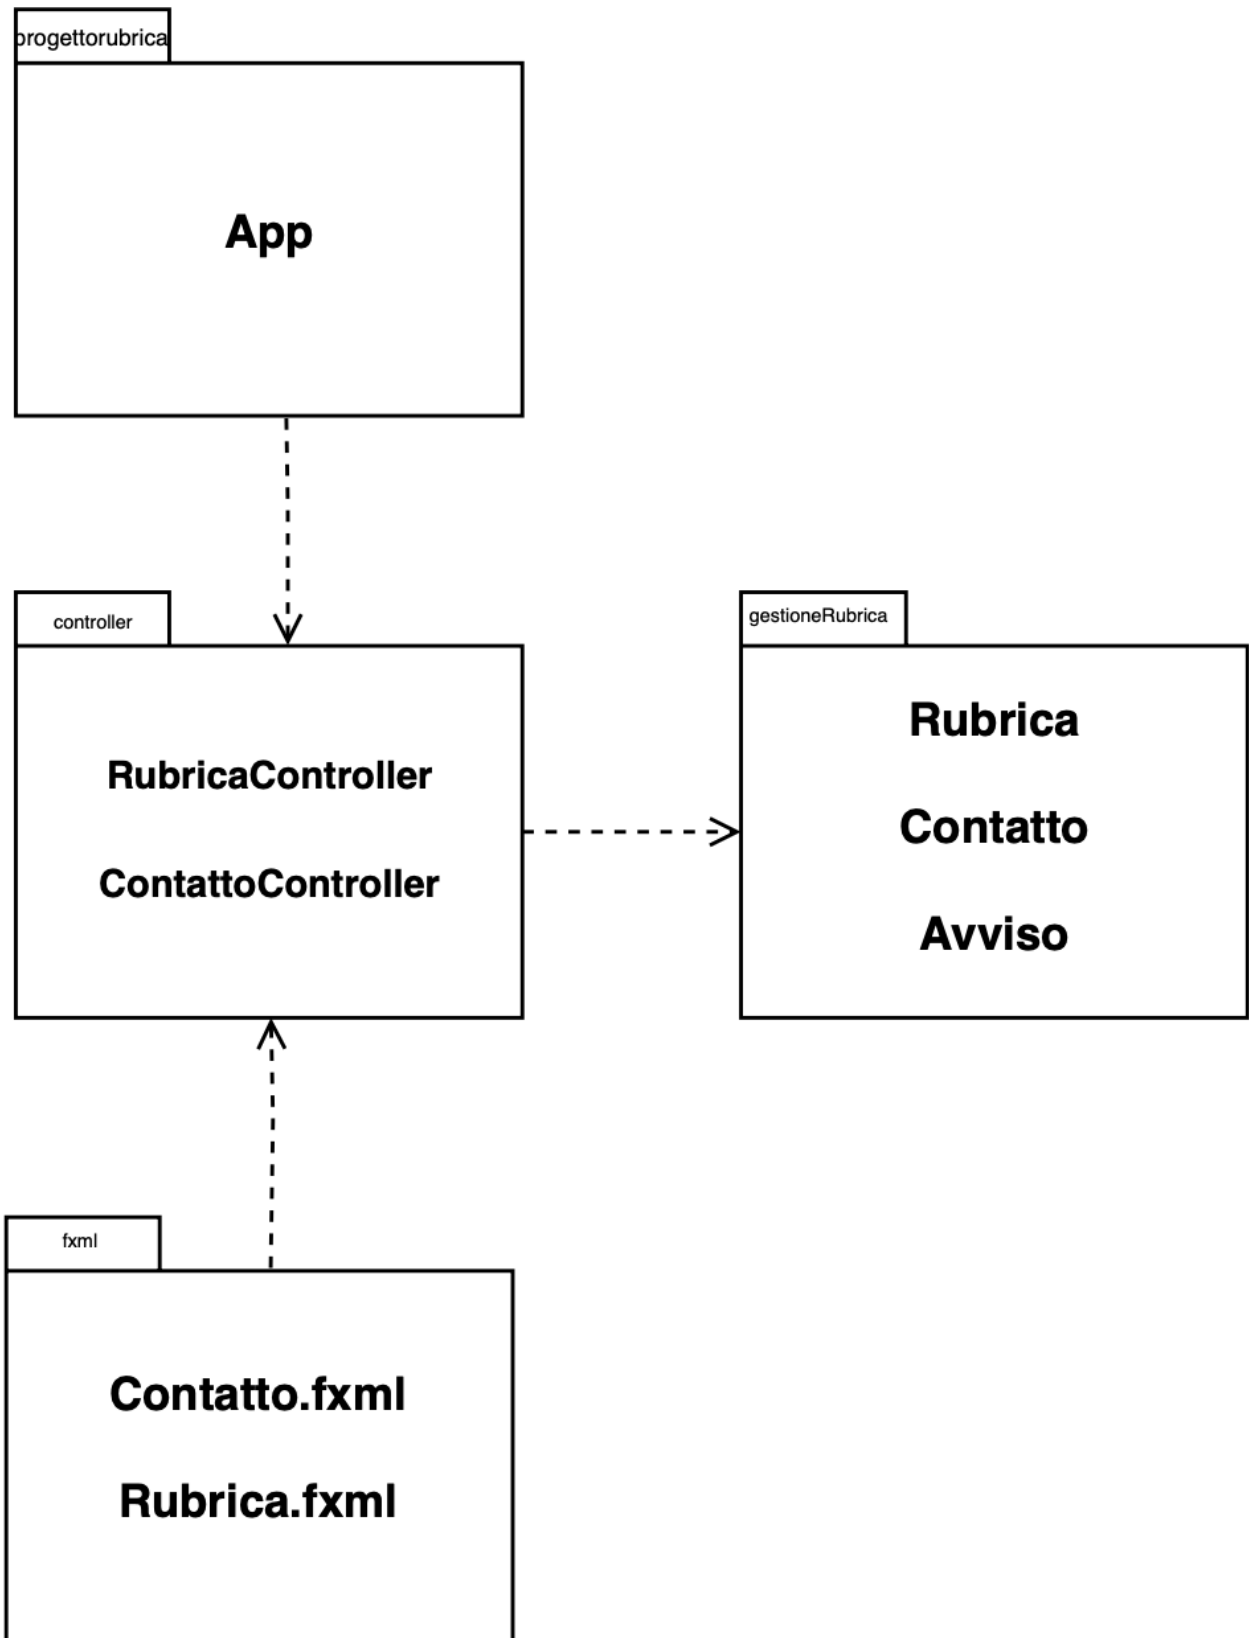 progettorubrica
App
controller
RubricaController
ContattoController
gestioneRubrica
Rubrica
Contatto
Avviso
fxml
Contatto.fxml
Rubrica.fxml